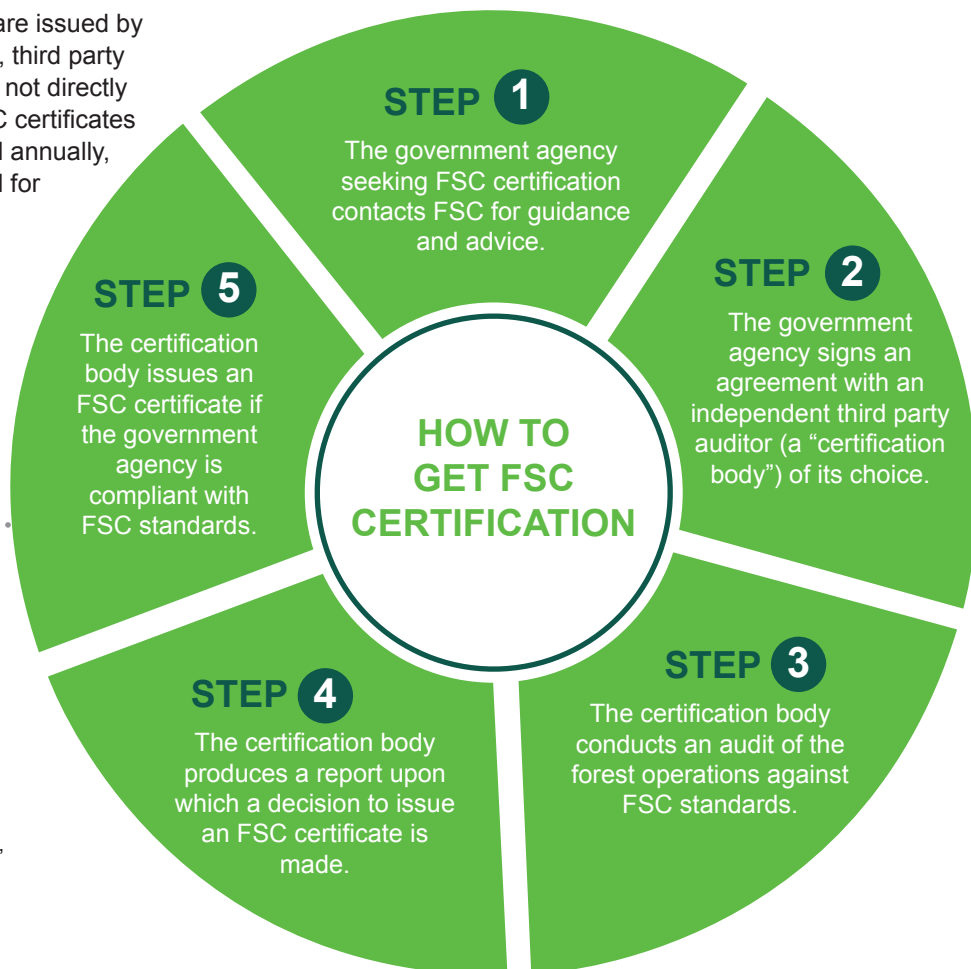 are issued by
, third party
not directly
C certificates
annually,
for
STEP 1
The government agency
seeking FSC certification
contacts FSC for guidance
and advice.
STEP 2
The government
agency signs an
agreement with an
independent third party
auditor (a “certification
body”) of its choice.
STEP 3
The certification body
conducts an audit of the
forest operations against
FSC standards.
STEP 4
The certification body
produces a report upon
which a decision to issue
an FSC certificate is
made.
STEP 5
The certification
body issues an
FSC certificate if
the government
agency is
compliant with
FSC standards.
HOW TO
GET FSC
CERTIFICATION
,